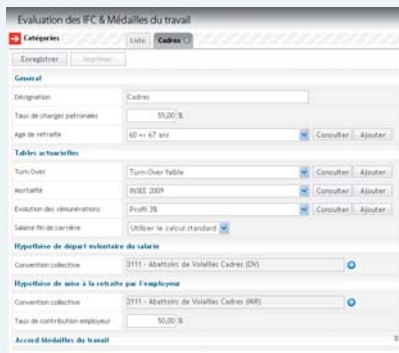 Evaluation des IFC & Médailles du travail
Catégories Liste Cadres
Enregistrer Imprimer
Général
Désignation Cadres
Taux de charges patronales 55,00 %
Age de retraite 60 <-> 67 ans Consulter Ajouter
Tables actuarielles
Turn Over Turn-Over faible Consulter Ajouter
Mortalité INSEE 2009 Consulter Ajouter
Evolution des rémunérations Profil 3% Consulter Ajouter
Salaire fin de carrière Utiliser le calcul standard
Hypothèse de départ volontaire du salarié
Convention collective 3111 - Abattoirs de Volailles Cadres (DV)
Hypothèse de mise à la retraite par l'employeur
Convention collective 3111 - Abattoirs de Volailles Cadres (MR)
Taux de contribution employeur 50,00 %
Accord Médailles du travail